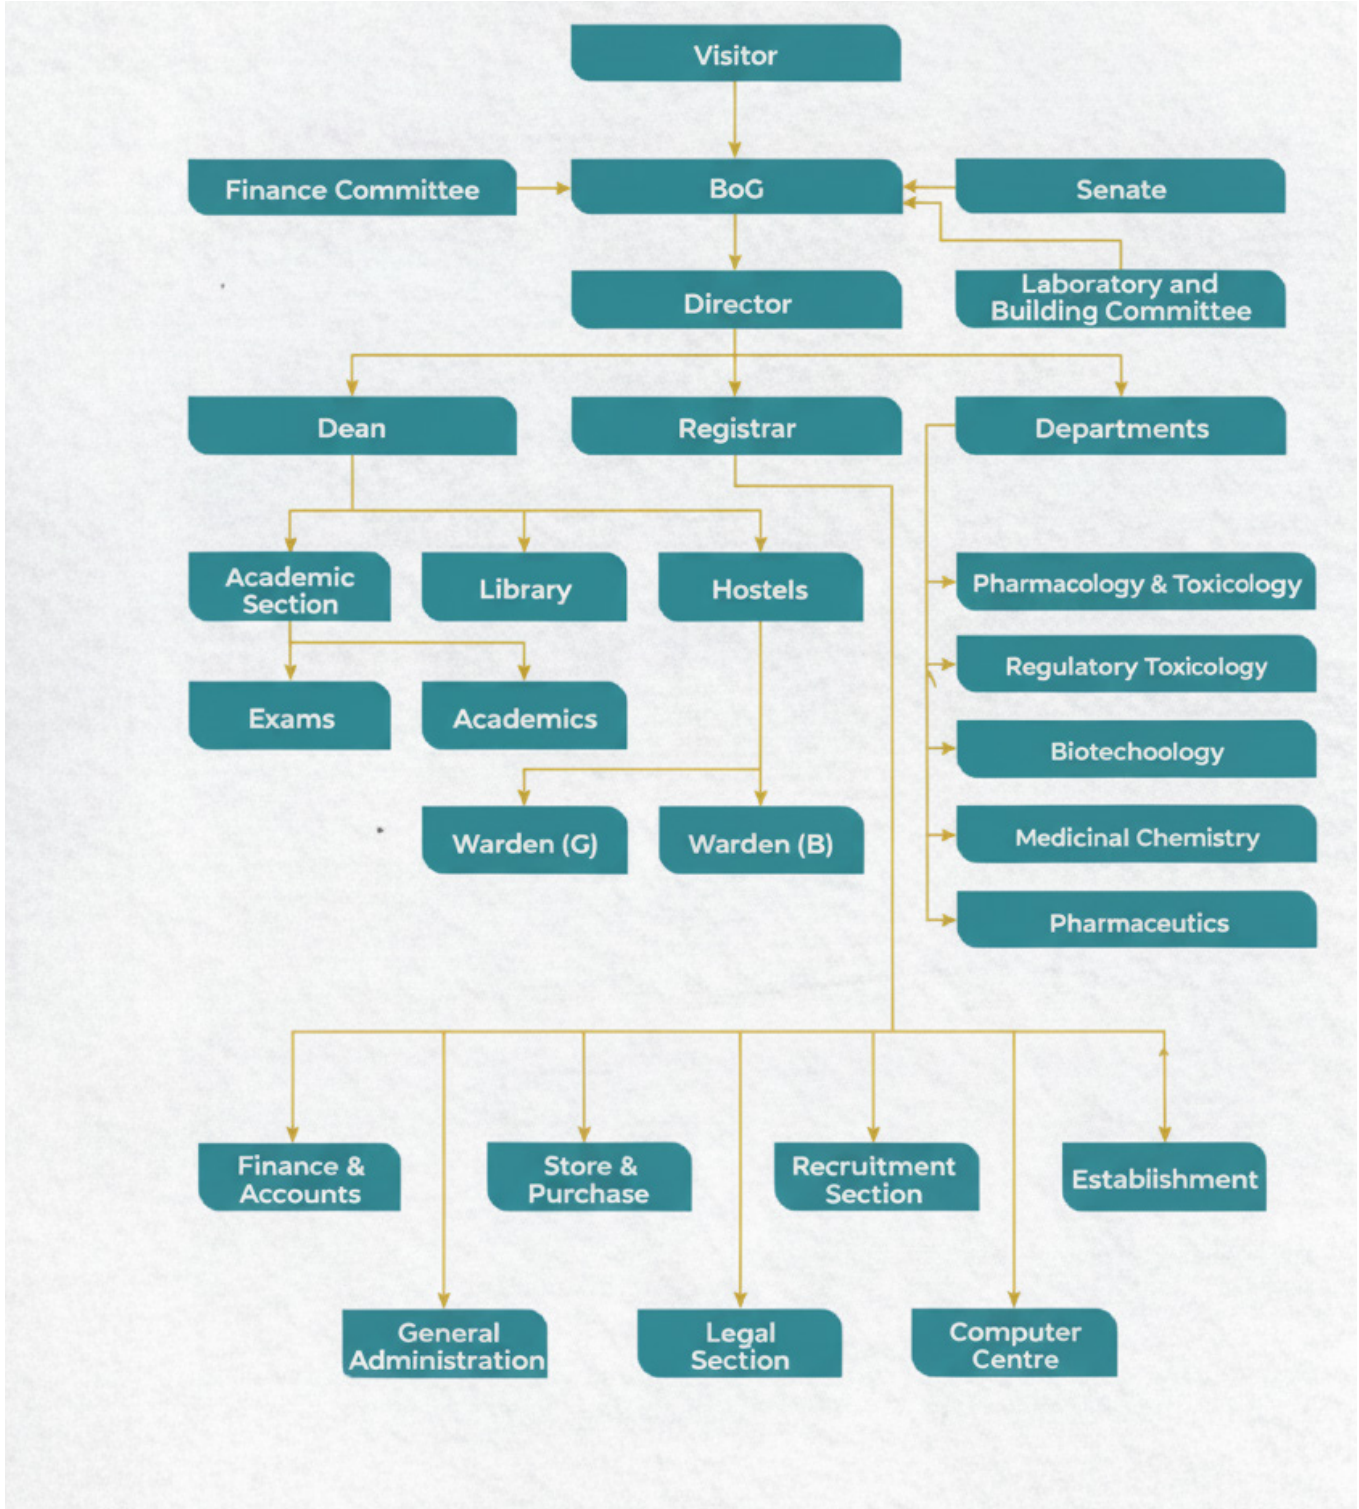 Visitor
Finance Committee
BoG
Senate
Director
Laboratory and
Building Committee
Dean
Registrar
Departments
Academic
Section
Library
Hostels
Pharmacology & Toxicology
Regulatory Toxicology
Exams
Academics
Biotechoology
Warden (G)
Warden (B)
Medicinal Chemistry
Pharmaceutics
Finance &
Accounts
Store &
Purchase
Recruitment
Section
Establishment
General
Administration
Legal
Section
Computer
Centre